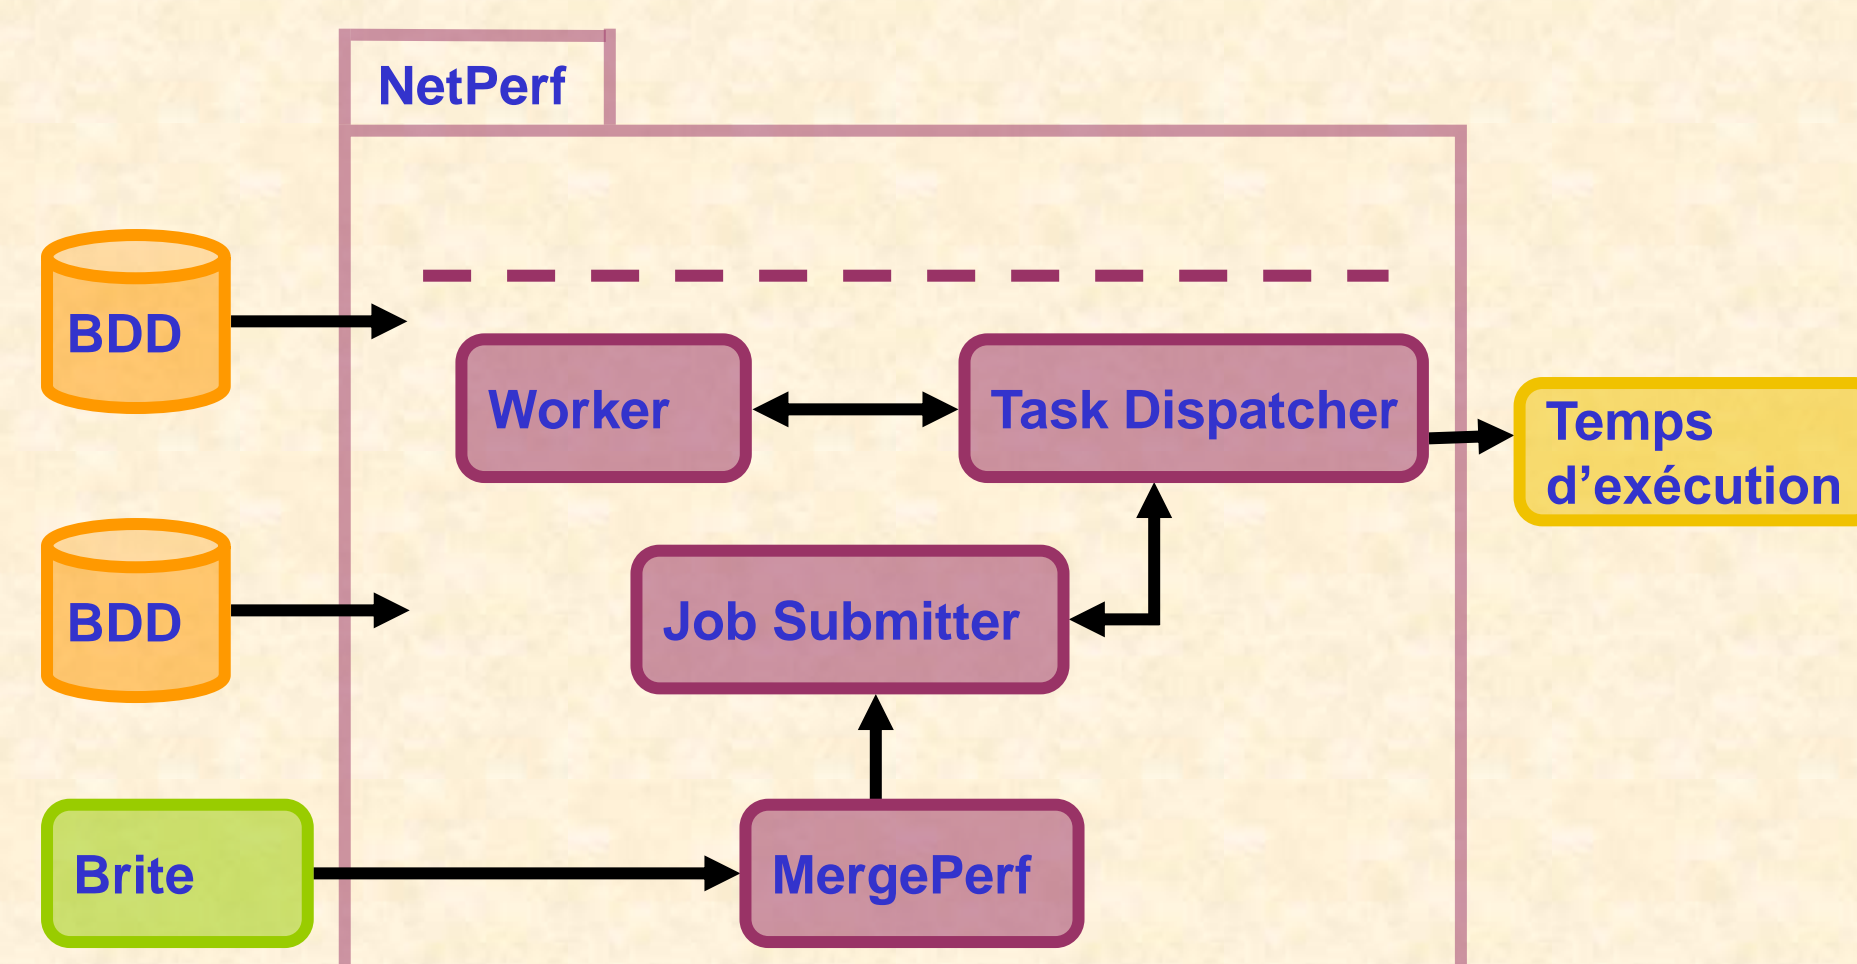 NetPerf
BDD
Worker
Task Dispatcher
Temps
d’exécution
BDD
Job Submitter
Brite
MergePerf